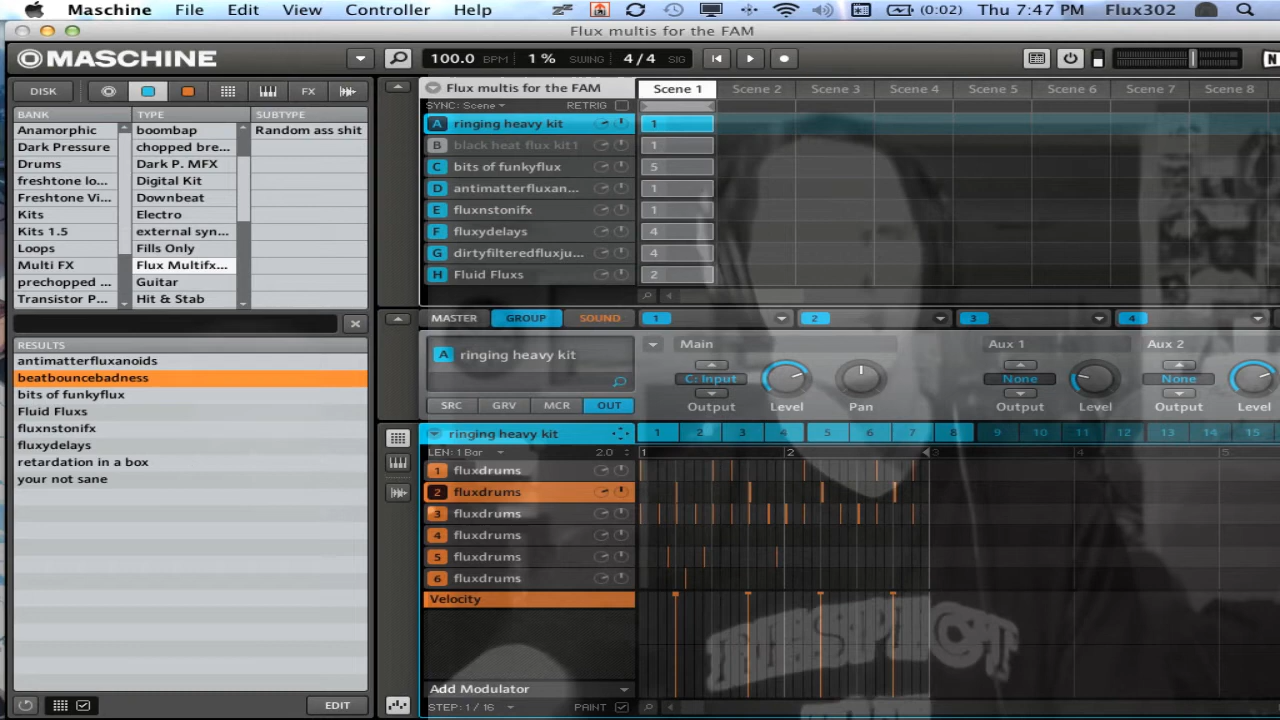 Maschine File Edit View Controller Help (0:02) Thu 7:47 PM Flux302
Flux multis for the FAM
MASCHINE 100.0 BPM 1 % SWING 4/4 SIG
DISK FX
BANK TYPE SUBTYPE
Anamorphic boombap Random ass shit
Dark Pressure chopped bre...
Drums Dark P. MFX
freshtone lo... Digital Kit
Freshtone Vi... Downbeat
Kits Electro
Kits 1.5 external syn...
Loops Fills Only
Multi FX Flux Multifx...
prechopped ... Guitar
Transistor P... Hit & Stab
RESULTS
antimatterfluxanoids
beatbouncebadness
bits of funkyflux
Fluid Fluxs
fluxnstonifx
fluxydelays
retardation in a box
your not sane
EDIT
Flux multis for the FAM Scene 1 Scene 2 Scene 3 Scene 4 Scene 5 Scene 6 Scene 7 Scene 8
SYNC: Scene RETRIG
A ringing heavy kit 1
B black heat flux kit1 1
C bits of funkyflux 5
D antimatterfluxan... 1
E fluxnstonifx 1
F fluxydelays 4
G dirtyfilteredfluxju... 4
H Fluid Fluxs 2
MASTER GROUP SOUND 1 2 3 4
A ringing heavy kit Main Aux 1 Aux 2
C: Input None None
SRC GRV MCR OUT Output Level Pan Output Level Output Level
ringing heavy kit 1 2 3 4 5 6 7 8 9 10 11 12 13 14 15
LEN: 1 Bar 2.0 1 2 3 4 5
1 fluxdrums
2 fluxdrums
3 fluxdrums
4 fluxdrums
5 fluxdrums
6 fluxdrums
Velocity
Add Modulator
STEP: 1 / 16 PAINT